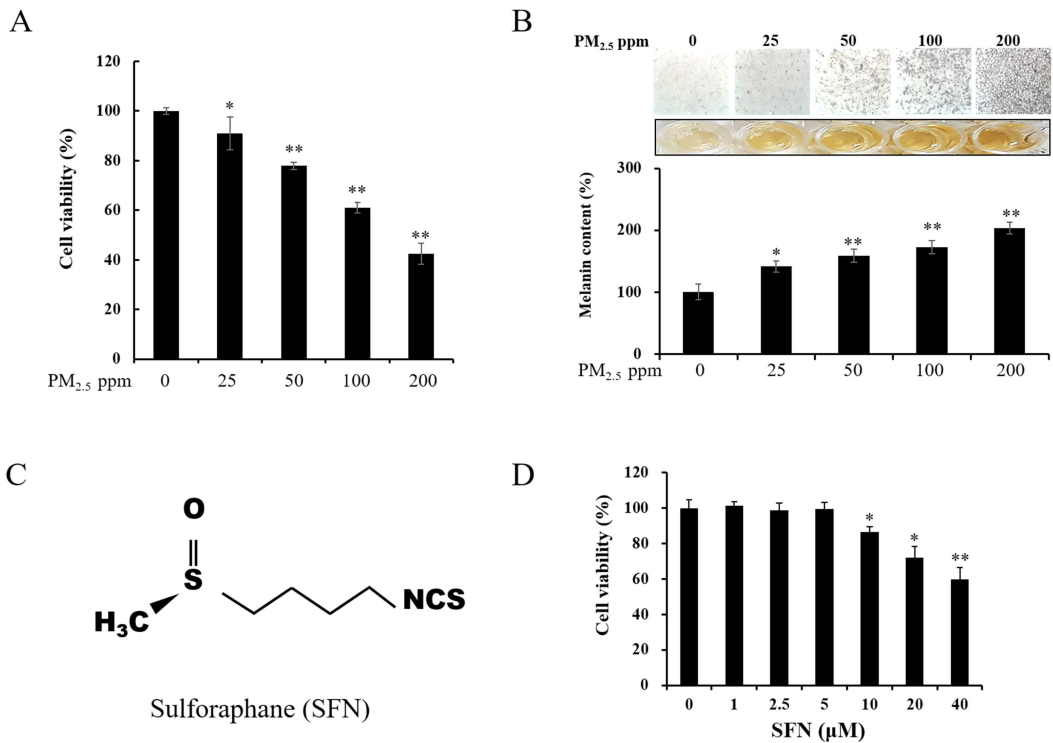 A
Cell viability (%)
120
100
80
60
40
20
0
*
**
**
**
PM2.5 ppm 0 25 50 100 200
B
PM2.5 ppm 0 25 50 100 200
Melanin content (%)
300
200
100
0
*
**
**
**
PM2.5 ppm 0 25 50 100 200
C
O
S
H3C
NCS
Sulforaphane (SFN)
D
Cell viability (%)
120
100
80
60
40
20
0
*
*
**
0 1 2.5 5 10 20 40
SFN (μM)